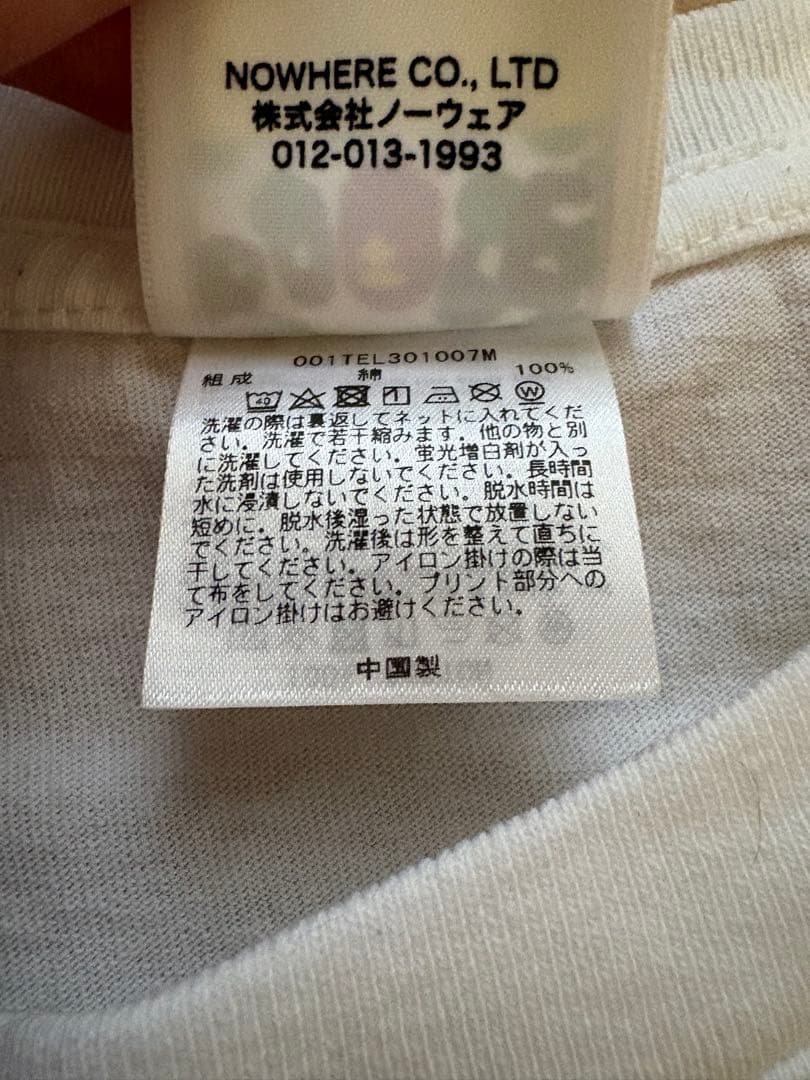 NOWHERE CO., LTD
株式会社ノーウェア
012-013-1993
001TEL301007M
組成 綿 100%
40 W
洗濯の際は裏返してネットに入れてくだ
さい。洗濯で若干縮みます。他の物と別
に洗濯してください。蛍光増白剤が入っ
た洗剤は使用しないでください。長時間
水に浸漬しないでください。脱水時間は
短めに。脱水後湿った状態で放置しない
でください。洗濯後は形を整えて直ちに
干してください。アイロン掛けの際は当
て布をしてください。プリント部分への
アイロン掛けはお避けください。
中国製